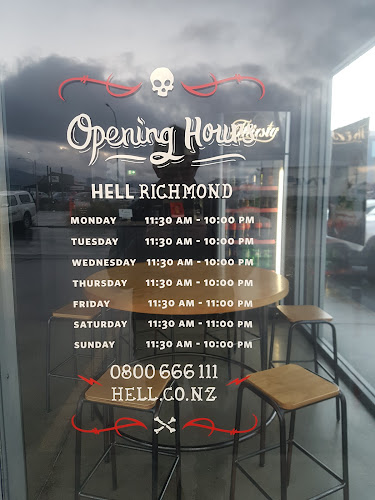 Opening Hours
Thirsty
HELL RICHMOND
MONDAY 11:30 AM - 10:00 PM
TUESDAY 11:30 AM - 10:00 PM
WEDNESDAY 11:30 AM - 10:00 PM
THURSDAY 11:30 AM - 10:00 PM
FRIDAY 11:30 AM - 11:00 PM
SATURDAY 11:30 AM - 11:00 PM
SUNDAY 11:30 AM - 10:00 PM
0800 666 111
HELL.CO.NZ